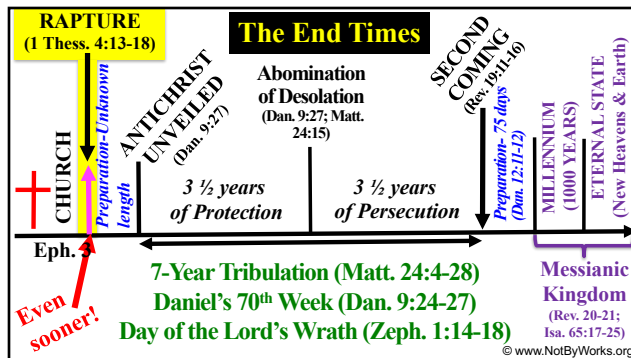 RAPTURE
(1 Thess. 4:13-18)
The End Times
CHURCH
Preparation-Unknown
length
ANTICHRIST
UNVEILED
(Dan. 9:27)
Abomination
of Desolation
(Dan. 9:27; Matt.
24:15)
SECOND
COMING
(Rev. 19:11-16)
Preparation- 75 days
(Dan. 12:11-12)
MILLENNIUM
(1000 YEARS)
ETERNAL STATE
(New Heavens & Earth)
3 ½ years
of Protection
3 ½ years
of Persecution
Eph. 3
Even
sooner!
7-Year Tribulation (Matt. 24:4-28)
Daniel's 70th Week (Dan. 9:24-27)
Day of the Lord's Wrath (Zeph. 1:14-18)
Messianic
Kingdom
(Rev. 20-21;
Isa. 65:17-25)
© www.NotByWorks.org